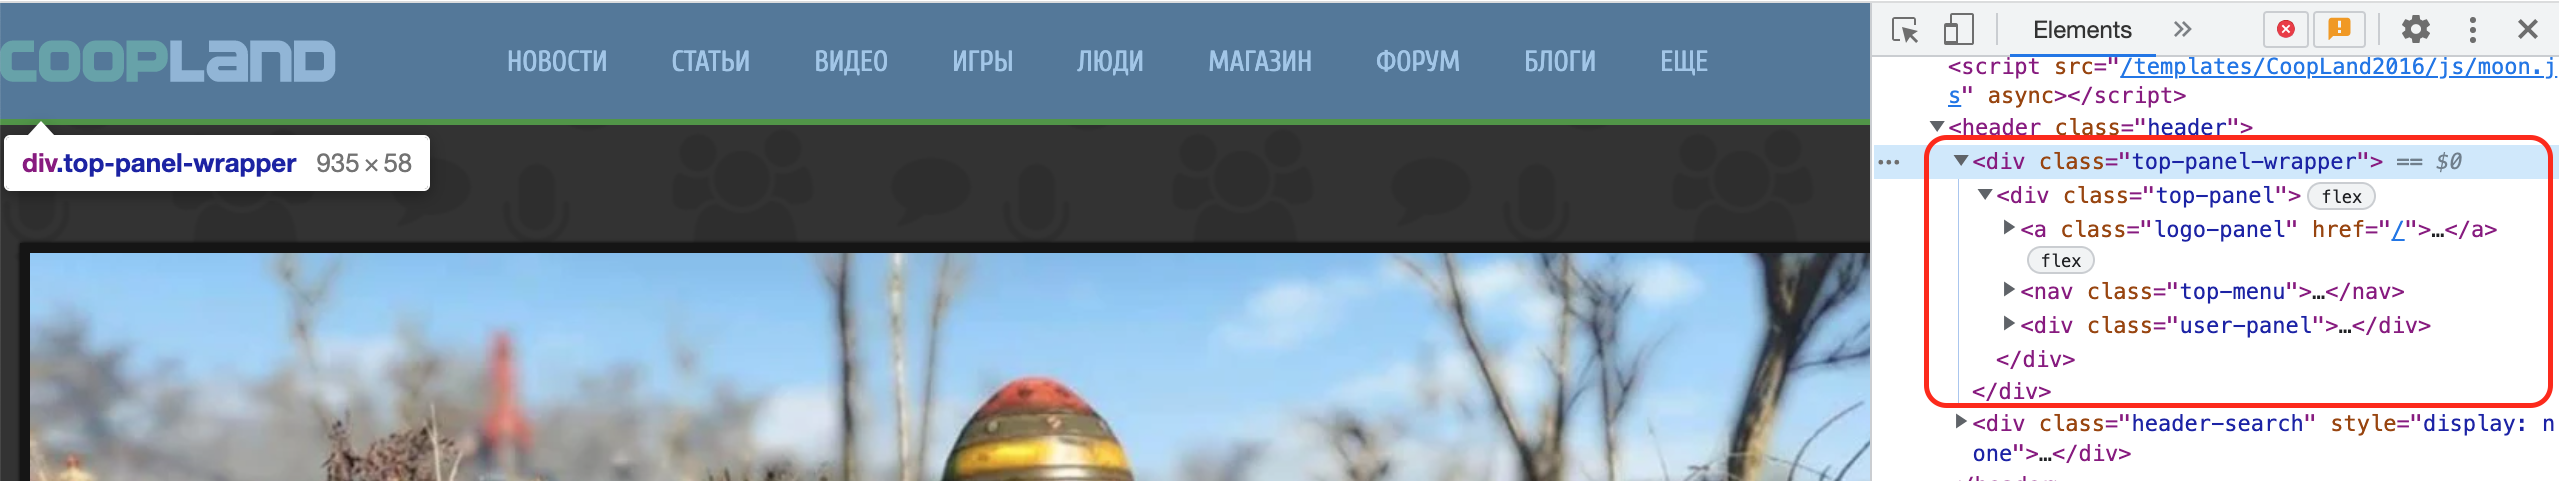 COOPLAND
НОВОСТИ СТАТЬИ ВИДЕО ИГРЫ ЛЮДИ МАГАЗИН ФОРУМ БЛОГИ ЕЩЕ
div.top-panel-wrapper 935 × 58
Elements
<script src="/templates/CoopLand2016/js/moon.j
s" async></script>
<header class="header">
<div class="top-panel-wrapper"> == $0
<div class="top-panel"> flex
<a class="logo-panel" href="/">…</a>
flex
<nav class="top-menu">…</nav>
<div class="user-panel">…</div>
</div>
</div>
<div class="header-search" style="display: n
one">…</div>